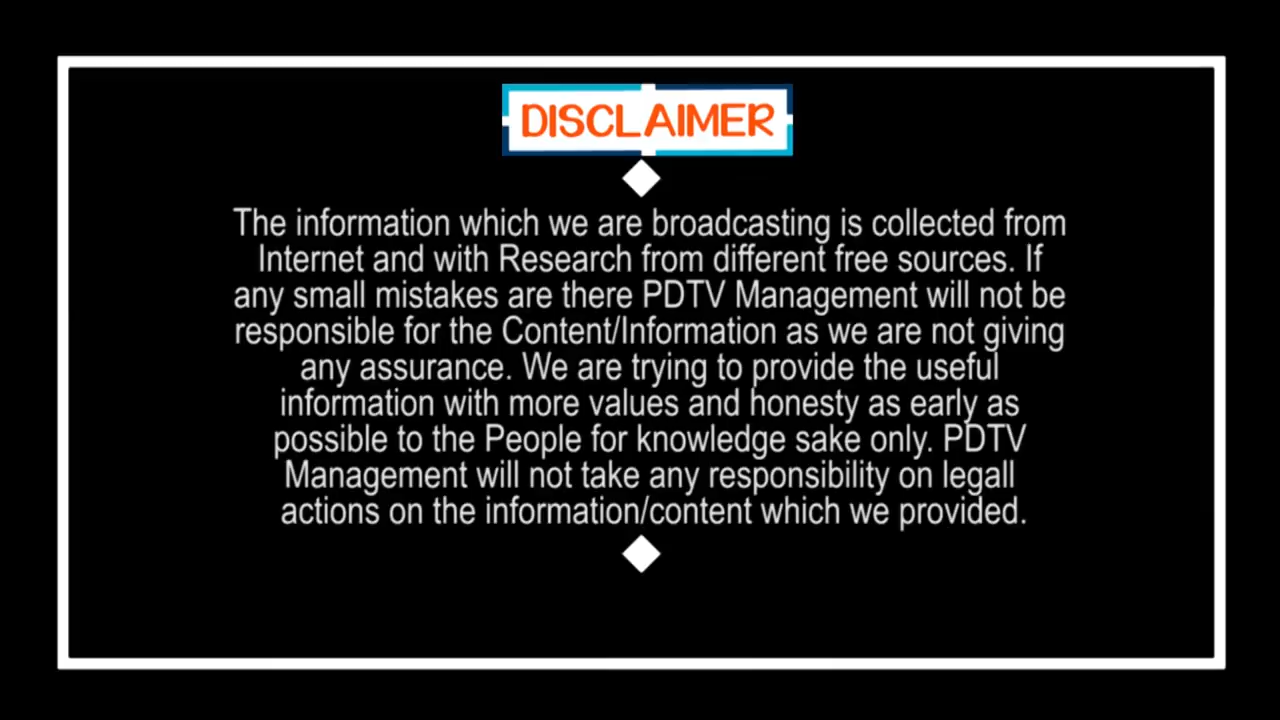 DISCLAIMER
The information which we are broadcasting is collected from
Internet and with Research from different free sources. If
any small mistakes are there PDTV Management will not be
responsible for the Content/Information as we are not giving
any assurance. We are trying to provide the useful
information with more values and honesty as early as
possible to the People for knowledge sake only. PDTV
Management will not take any responsibility on legall
actions on the information/content which we provided.